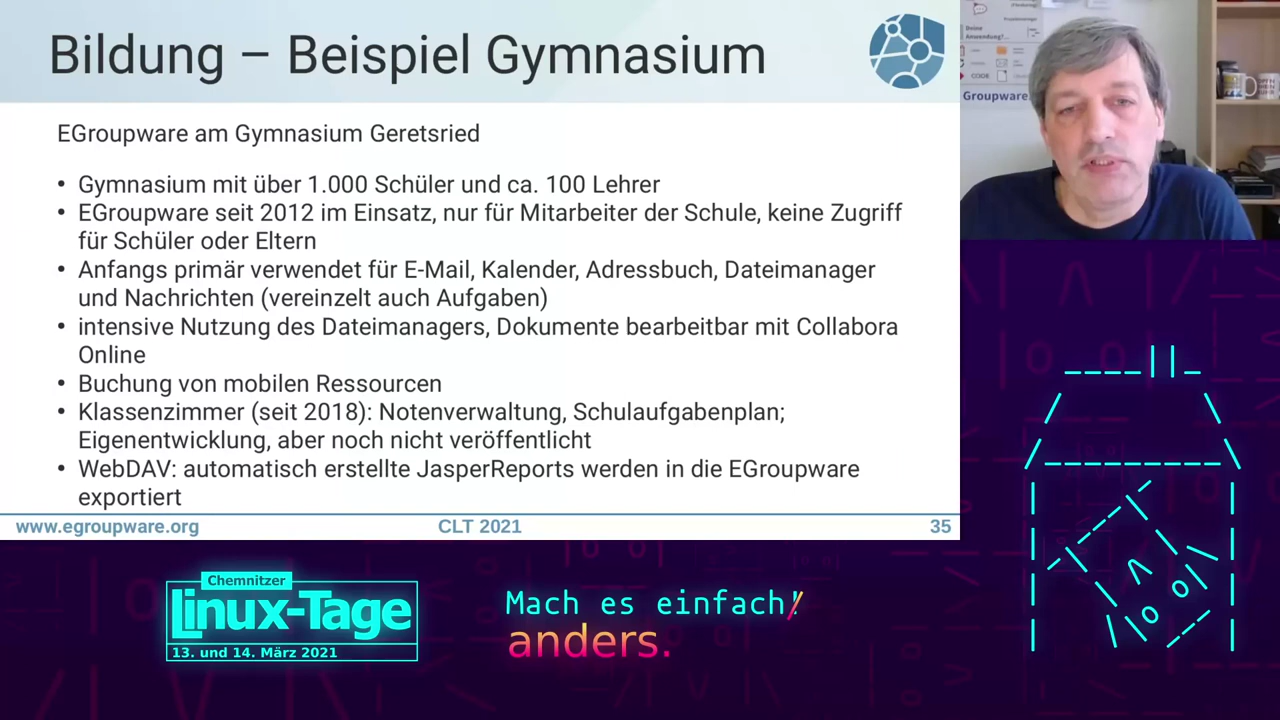 Bildung – Beispiel Gymnasium
EGroupware am Gymnasium Geretsried
• Gymnasium mit über 1.000 Schüler und ca. 100 Lehrer
• EGroupware seit 2012 im Einsatz, nur für Mitarbeiter der Schule, keine Zugriff
für Schüler oder Eltern
• Anfangs primär verwendet für E-Mail, Kalender, Adressbuch, Dateimanager
und Nachrichten (vereinzelt auch Aufgaben)
• intensive Nutzung des Dateimanagers, Dokumente bearbeitbar mit Collabora
Online
• Buchung von mobilen Ressourcen
• Klassenzimmer (seit 2018): Notenverwaltung, Schulaufgabenplan;
Eigenentwicklung, aber noch nicht veröffentlicht
• WebDAV: automatisch erstellte JasperReports werden in die EGroupware
exportiert
www.egroupware.org
CLT 2021
35
Deine
Anwendung?...
CODE
Groupware.
Chemnitzer
Linux-Tage
13. und 14. März 2021
Mach es einfach!
anders.